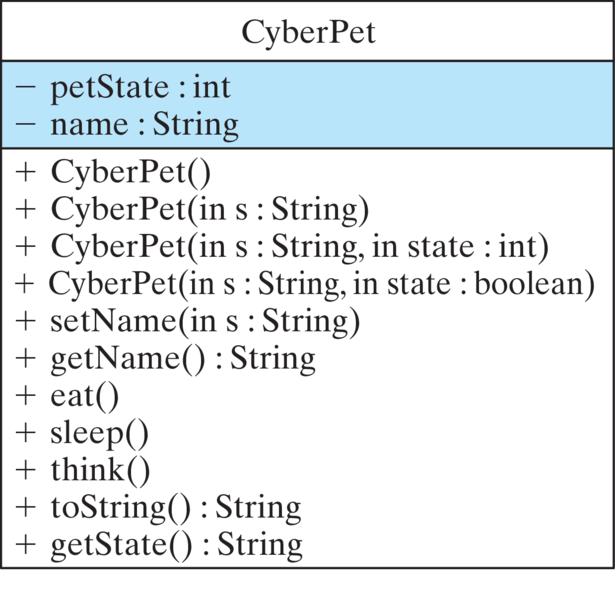 CyberPet
− petState : int
− name : String
+ CyberPet()
+ CyberPet(in s : String)
+ CyberPet(in s : String, in state : int)
+ CyberPet(in s : String, in state : boolean)
+ setName(in s : String)
+ getName() : String
+ eat()
+ sleep()
+ think()
+ toString() : String
+ getState() : String